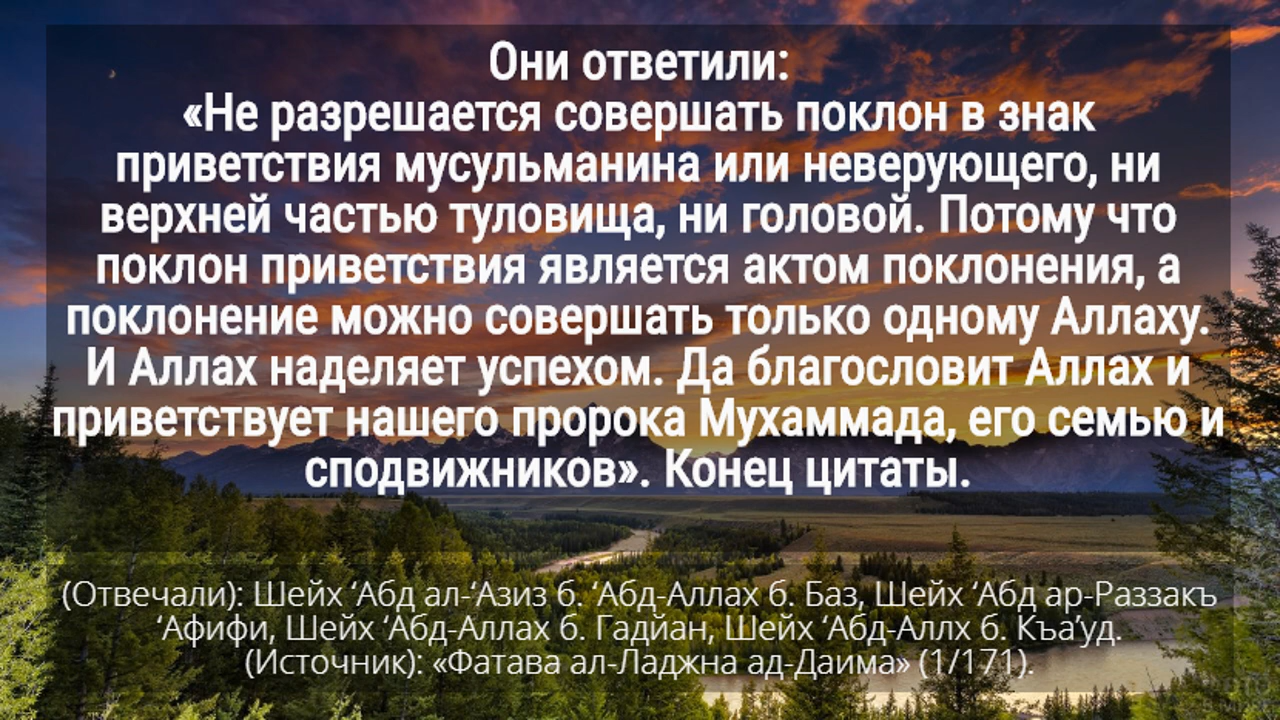 Они ответили:
«Не разрешается совершать поклон в знак
приветствия мусульманина или неверующего, ни
верхней частью туловища, ни головой. Потому что
поклон приветствия является актом поклонения, а
поклонение можно совершать только одному Аллаху.
И Аллах наделяет успехом. Да благословит Аллах и
приветствует нашего пророка Мухаммада, его семью и
сподвижников». Конец цитаты.
(Отвечали): Шейх ‘Абд ал-‘Азиз б. ‘Абд-Аллах б. Баз, Шейх ‘Абд ар-Раззакъ
‘Афифи, Шейх ‘Абд-Аллах б. Гадйан, Шейх ‘Абд-Аллх б. Къа’уд.
(Источник): «Фатава ал-Ладжна ад-Даима» (1/171).